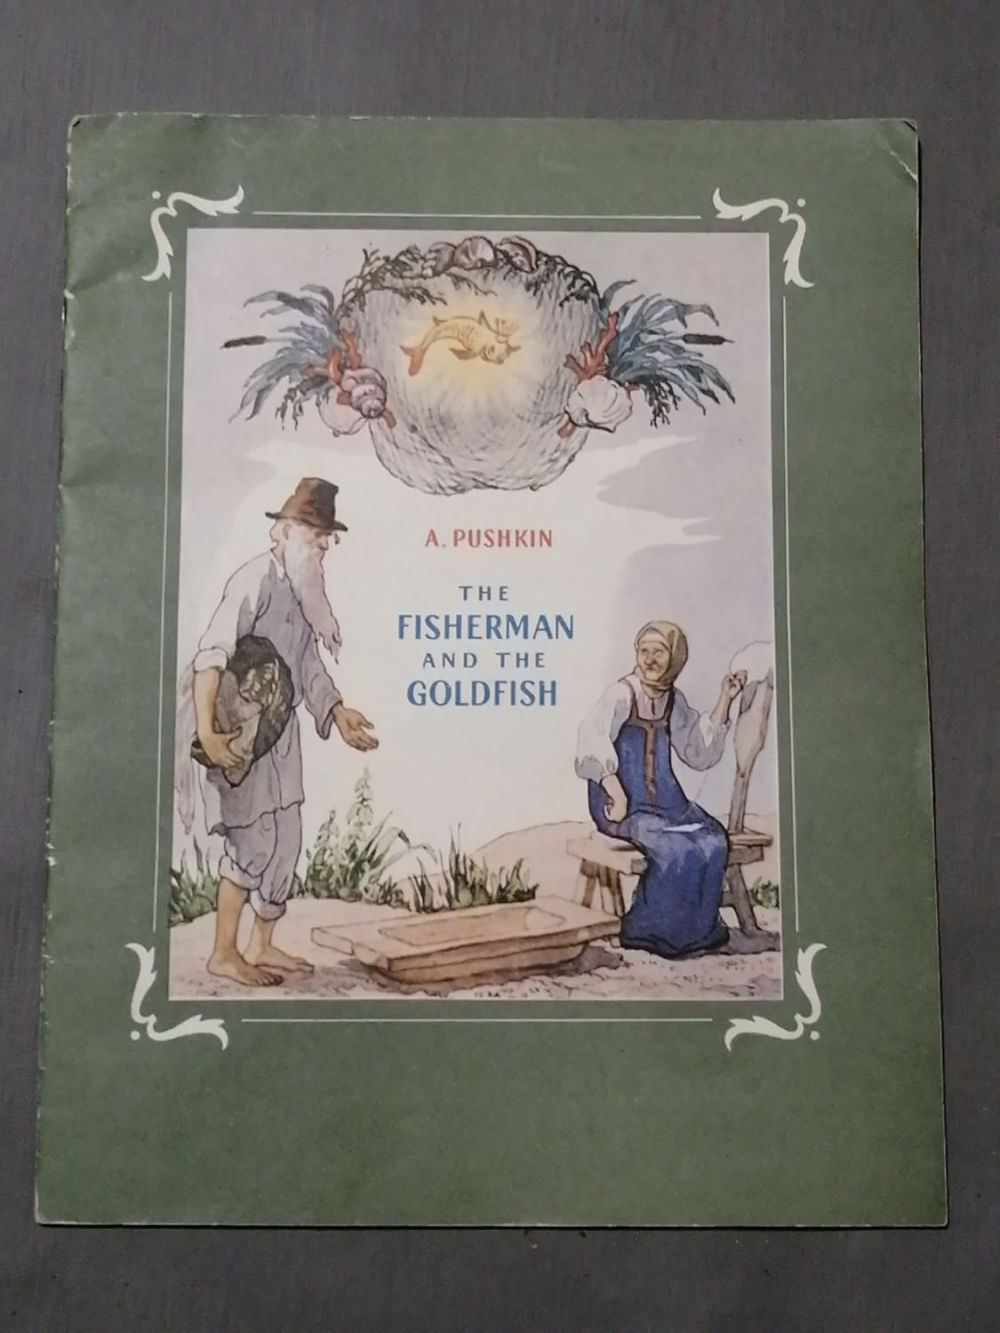 A. PUSHKIN
THE
FISHERMAN
AND THE
GOLDFISH